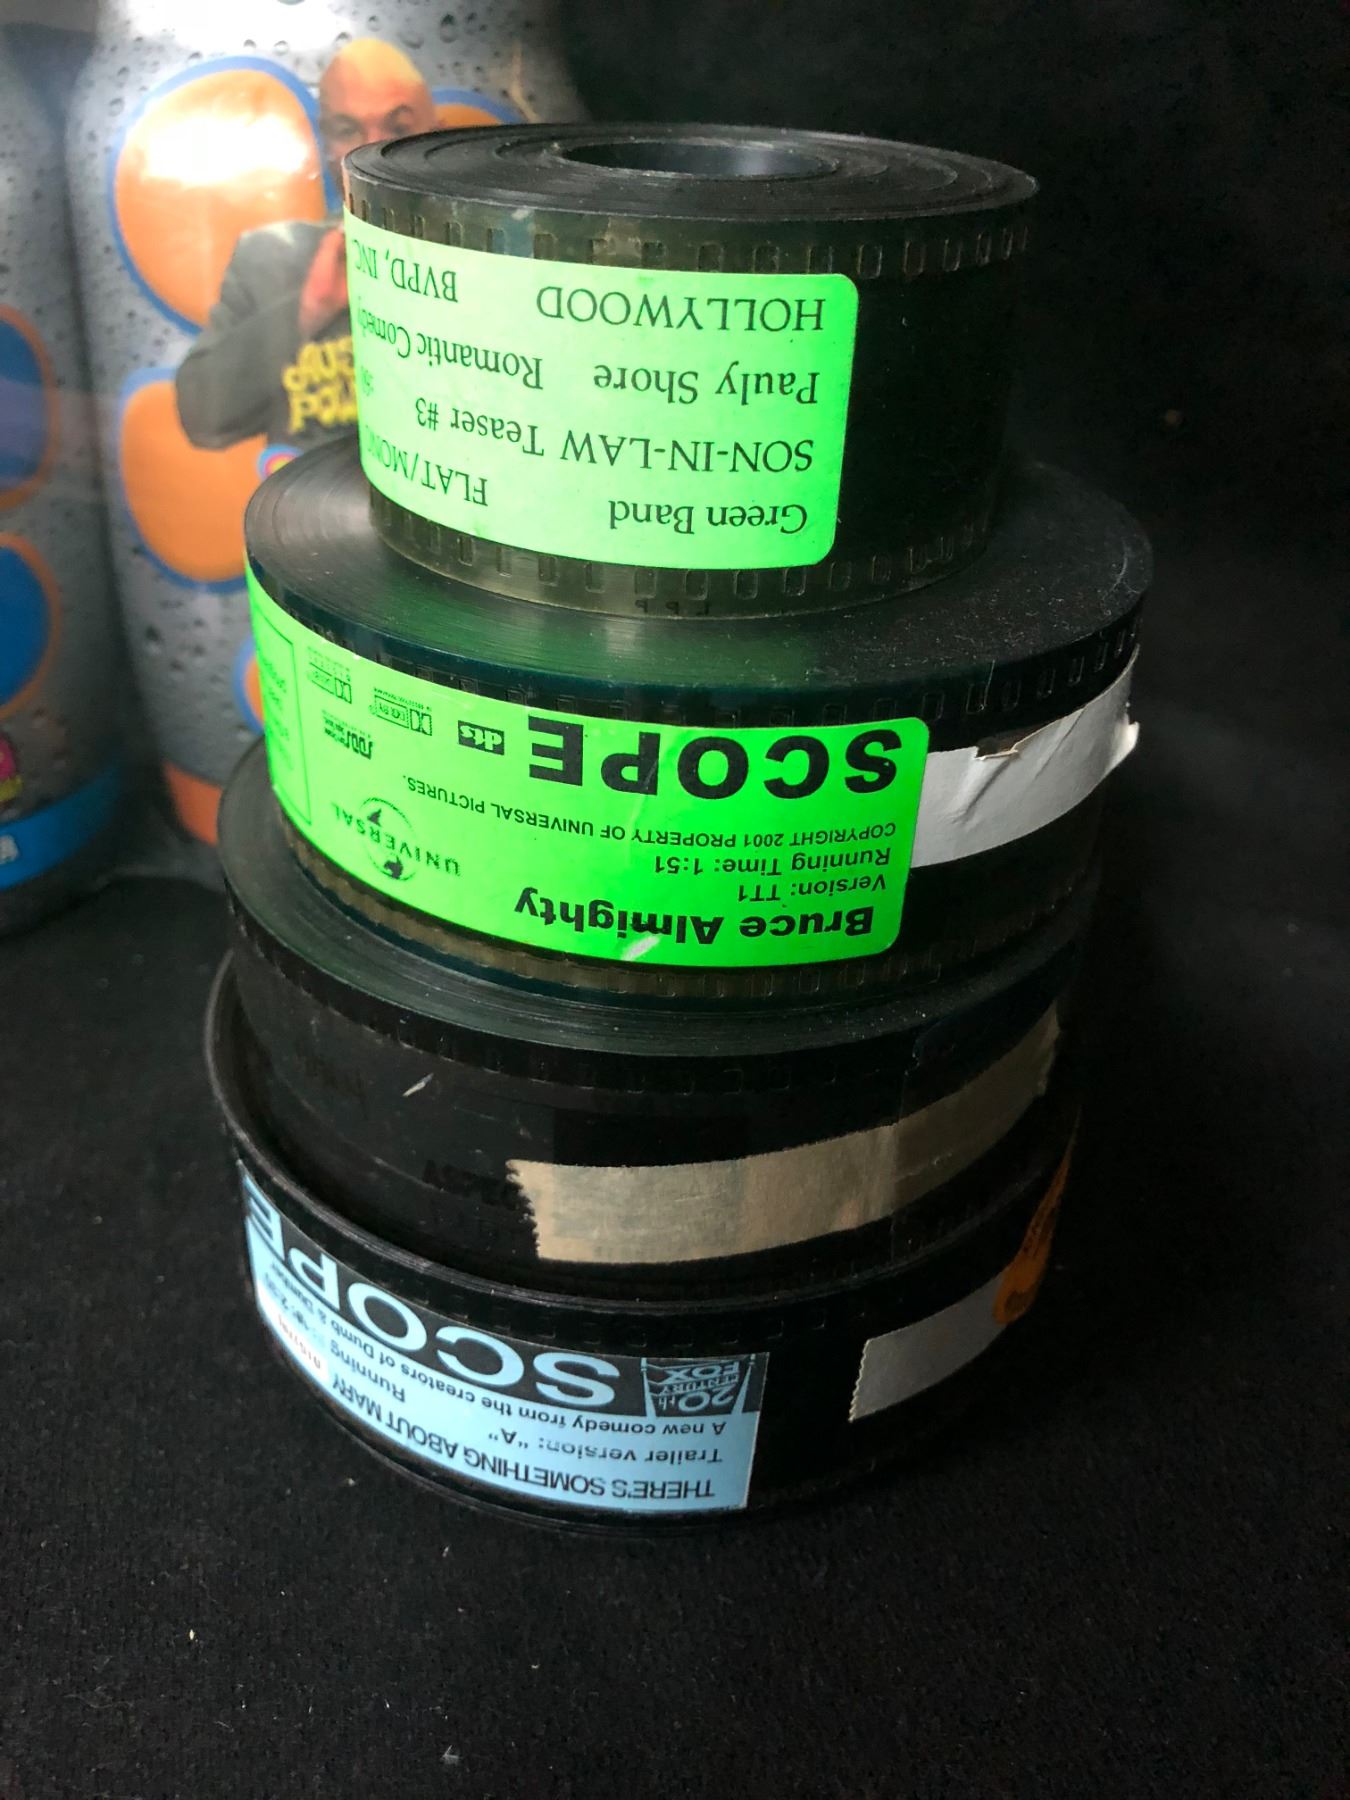 Green Band FLAT/MONO
SON-IN-LAW Teaser #3
Pauly Shore Romantic Comedy
HOLLYWOOD BVPD, INC.
Bruce Almighty
Version: TT1
Running Time: 1:51
COPYRIGHT 2001 PROPERTY OF UNIVERSAL PICTURES.
UNIVERSAL
SCOPE dts
THERE'S SOMETHING ABOUT MARY
Trailer version: "A" Running
A new comedy from the creators of Dumb & Dumber
20th CENTURY FOX
SCOPE